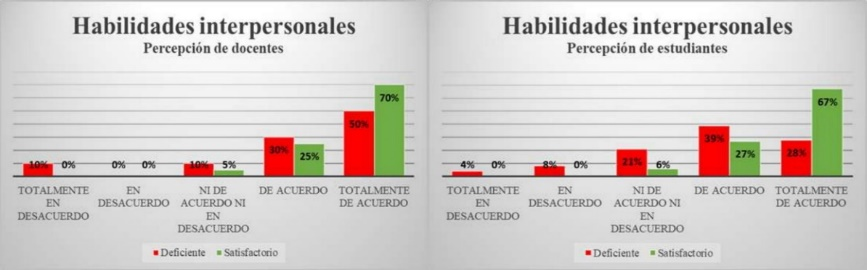 Habilidades interpersonales
Percepción de docentes
10% 0% 0% 0% 10% 5% 30% 25% 50% 70%
TOTALMENTE EN DESACUERDO
EN DESACUERDO
NI DE ACUERDO NI EN DESACUERDO
DE ACUERDO
TOTALMENTE DE ACUERDO
Deficiente Satisfactorio
Habilidades interpersonales
Percepción de estudiantes
4% 0% 8% 0% 21% 6% 39% 27% 28% 67%
TOTALMENTE EN DESACUERDO
EN DESACUERDO
NI DE ACUERDO NI EN DESACUERDO
DE ACUERDO
TOTALMENTE DE ACUERDO
Deficiente Satisfactorio